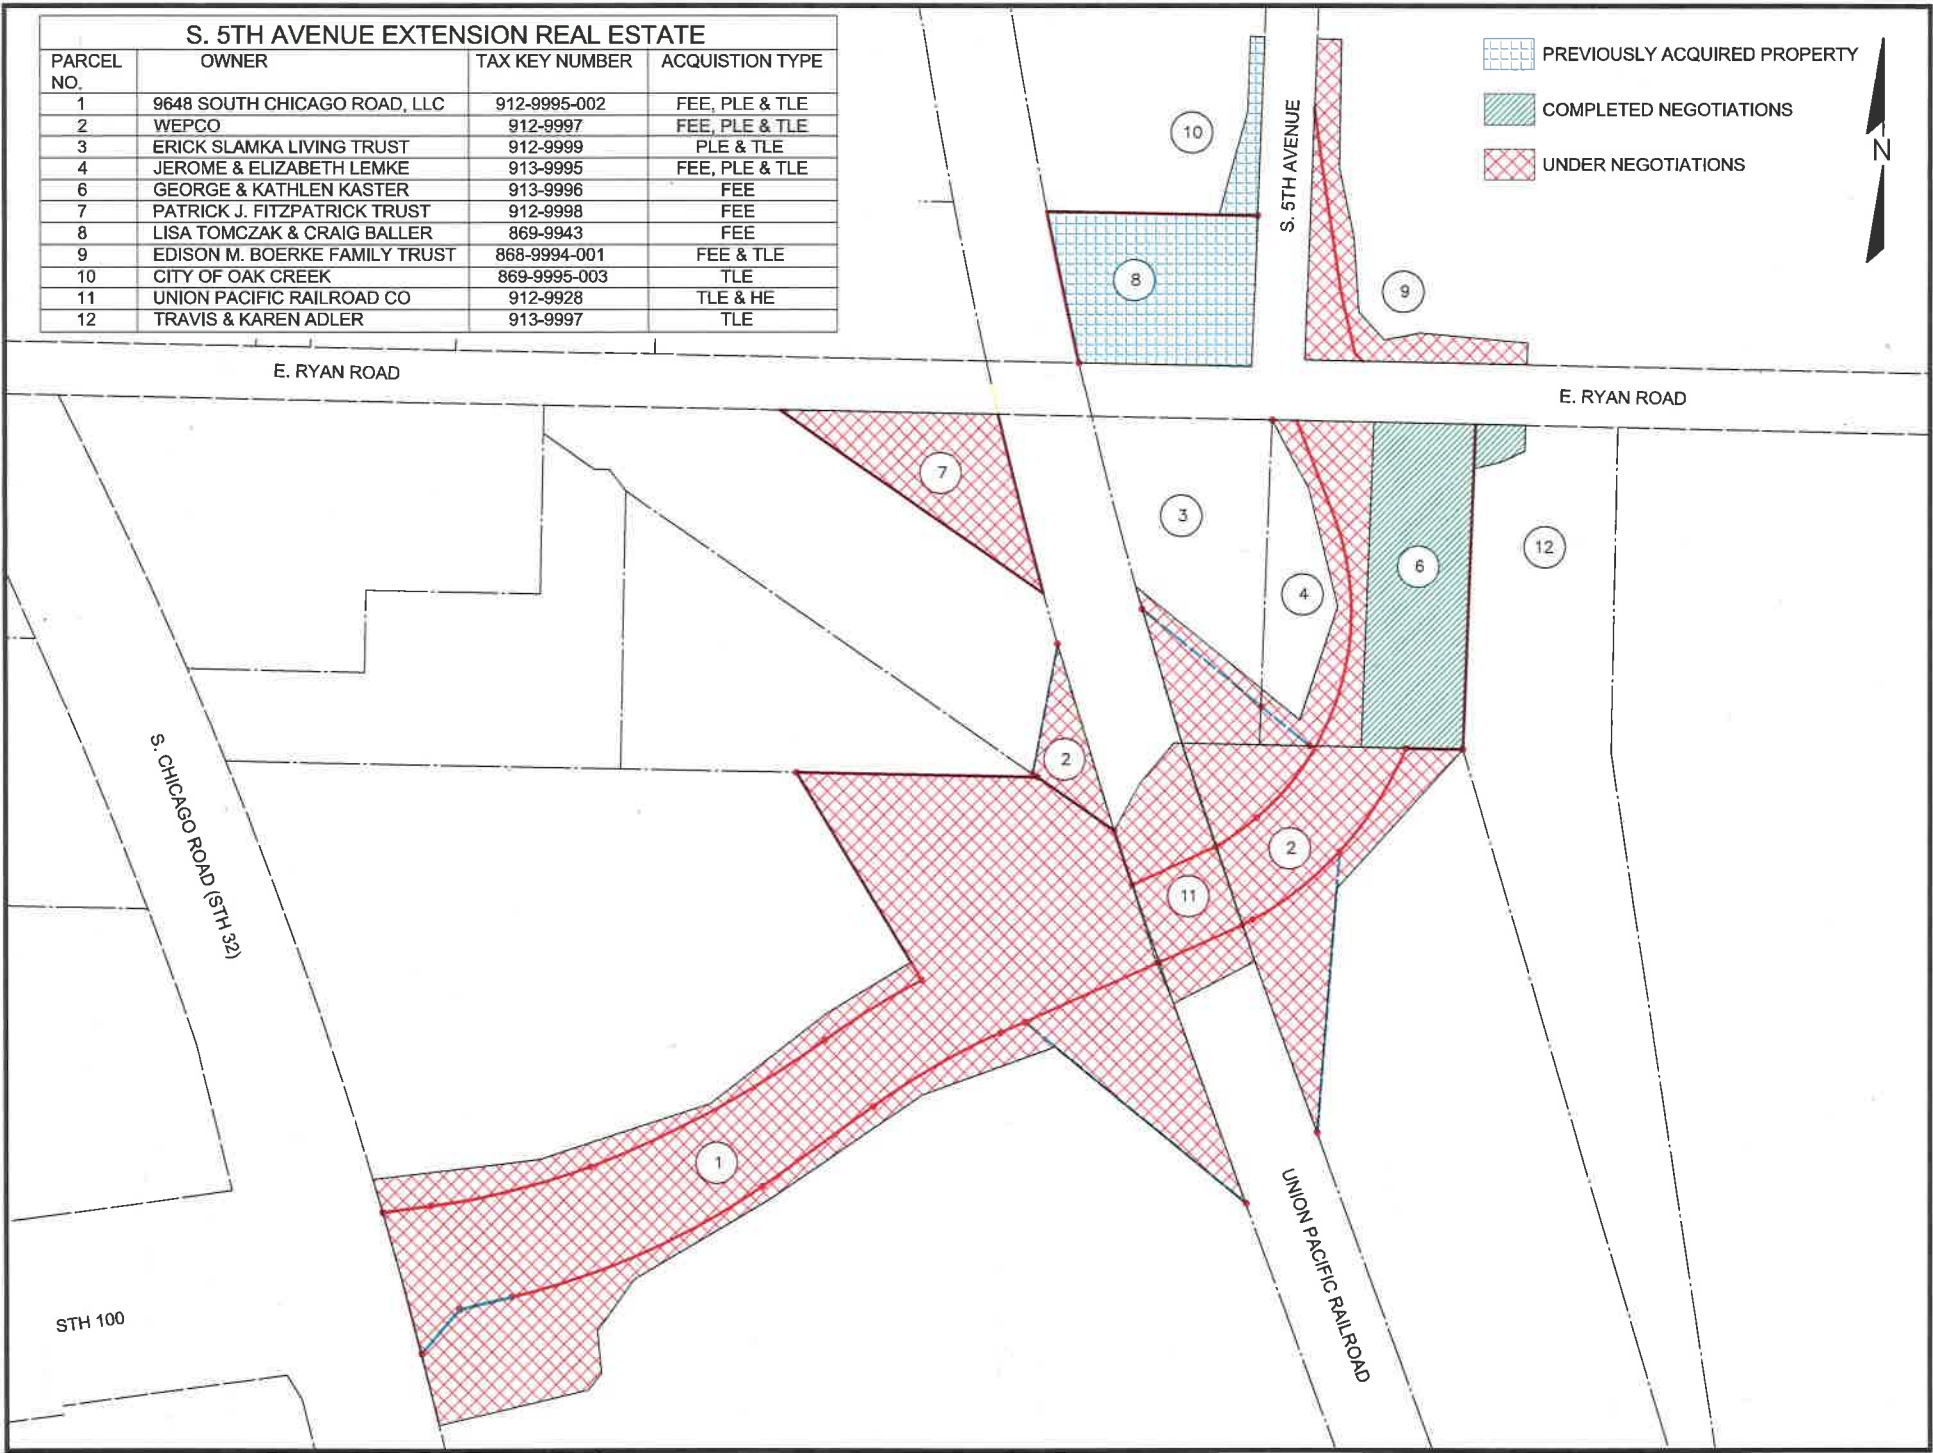 S. 5TH AVENUE EXTENSION REAL ESTATE
PARCEL NO. OWNER TAX KEY NUMBER ACQUISTION TYPE
1 9648 SOUTH CHICAGO ROAD, LLC 912-9995-002 FEE, PLE & TLE
2 WEPCO 912-9997 FEE, PLE & TLE
3 ERICK SLAMKA LIVING TRUST 912-9999 PLE & TLE
4 JEROME & ELIZABETH LEMKE 913-9995 FEE, PLE & TLE
6 GEORGE & KATHLEN KASTER 913-9996 FEE
7 PATRICK J. FITZPATRICK TRUST 912-9998 FEE
8 LISA TOMCZAK & CRAIG BALLER 869-9943 FEE
9 EDISON M. BOERKE FAMILY TRUST 868-9994-001 FEE & TLE
10 CITY OF OAK CREEK 869-9995-003 TLE
11 UNION PACIFIC RAILROAD CO 912-9928 TLE & HE
12 TRAVIS & KAREN ADLER 913-9997 TLE
PREVIOUSLY ACQUIRED PROPERTY
COMPLETED NEGOTIATIONS
UNDER NEGOTIATIONS
N
10
S. 5TH AVENUE
8
9
E. RYAN ROAD
E. RYAN ROAD
7
3
12
6
4
2
S. CHICAGO ROAD (STH 32)
2
11
1
UNION PACIFIC RAILROAD
STH 100